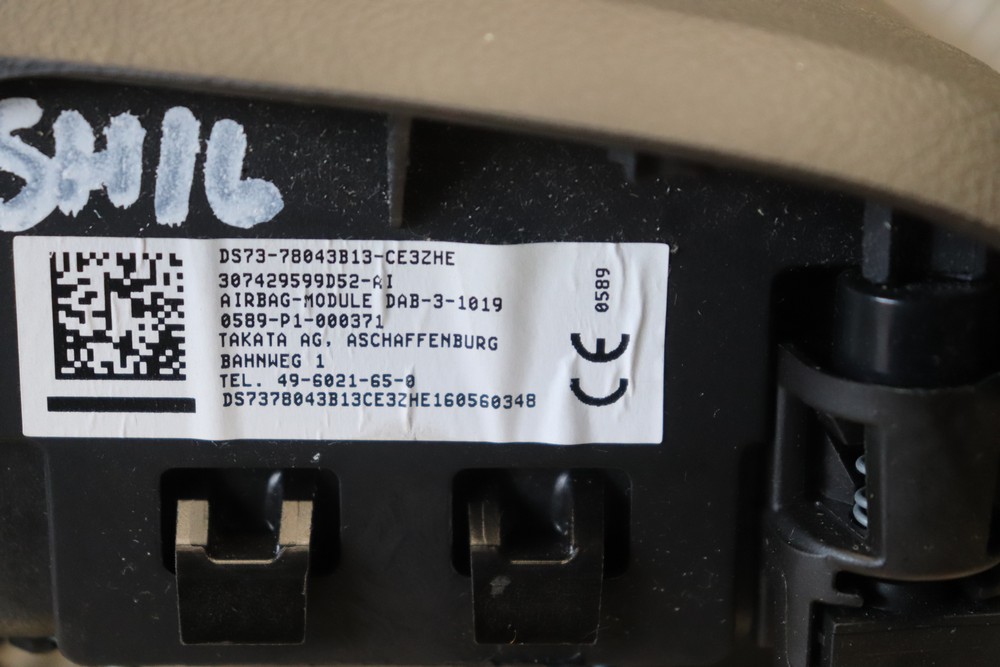 SHIL
DS73-78043B13-CE3ZHE
307429599D52-AI
AIRBAG-MODULE DAB-3-1019
0589-P1-000371
TAKATA AG, ASCHAFFENBURG
BAHNWEG 1
TEL. 49-6021-65-0
DS7378043B13CE3ZHE160560348
0589
CE